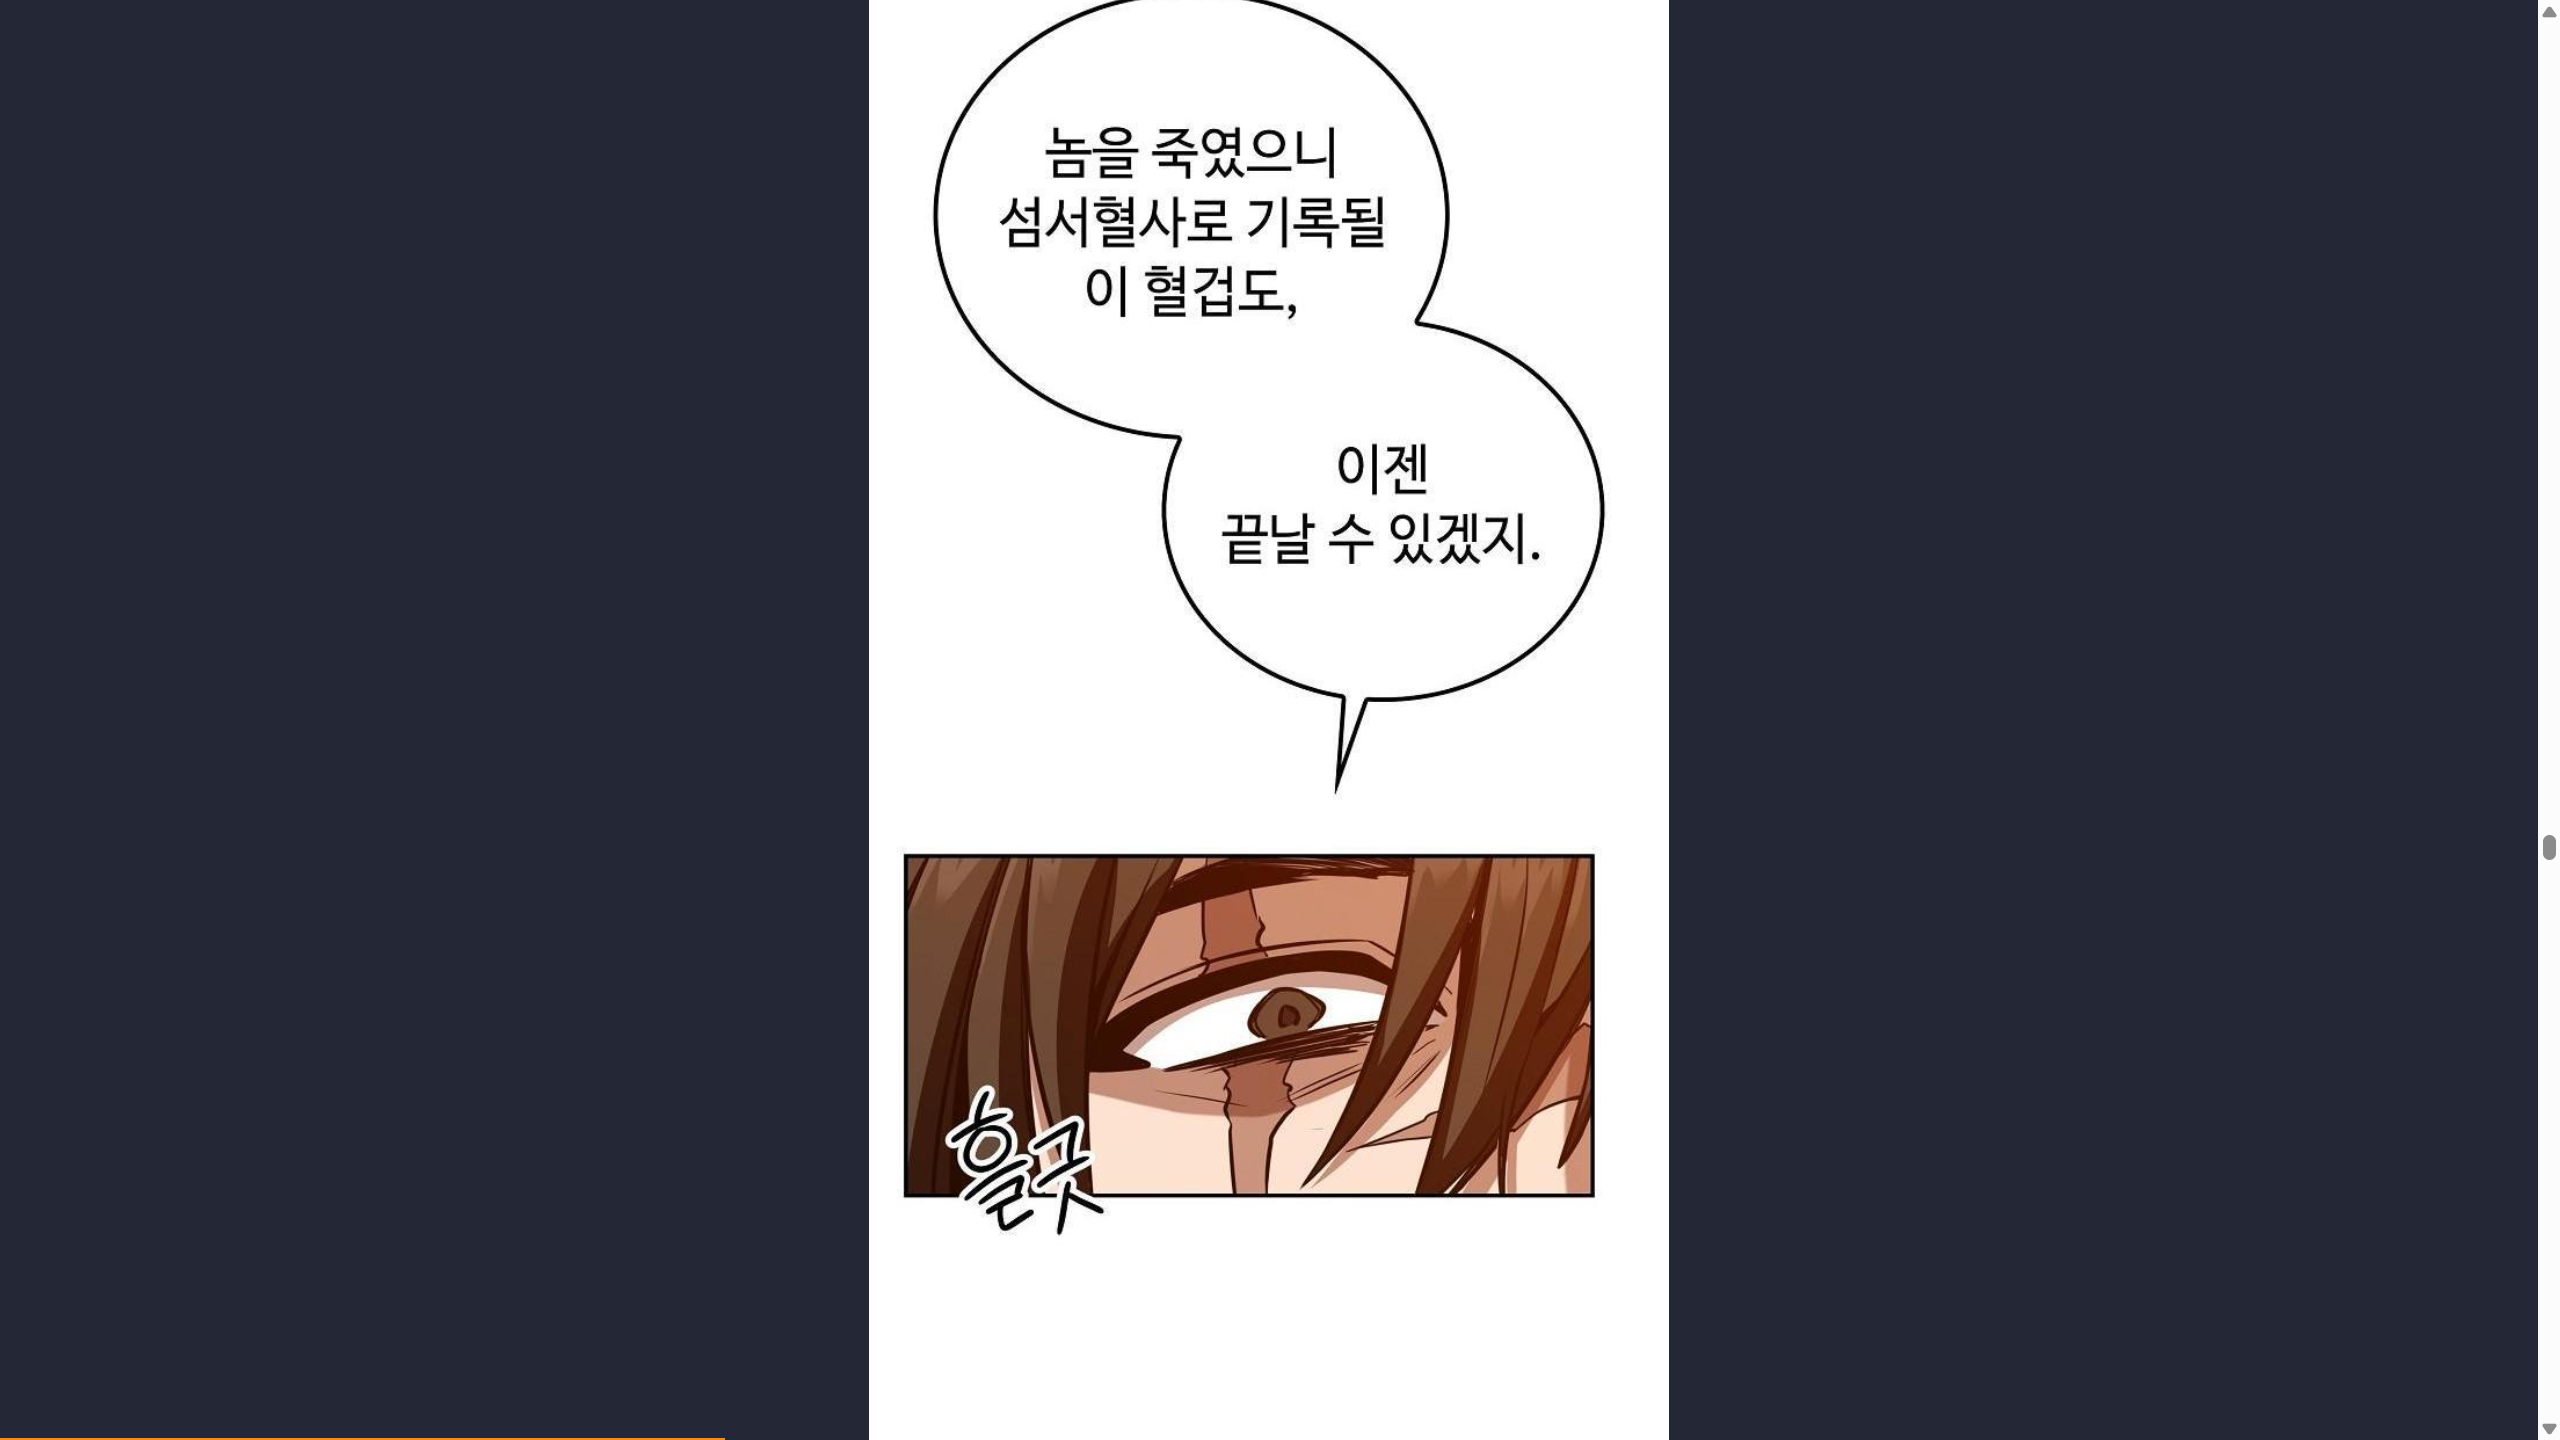 놈을 죽였으니
섬서혈사로 기록될
이 혈겁도,
이젠
끝날 수 있겠지.
흘긋